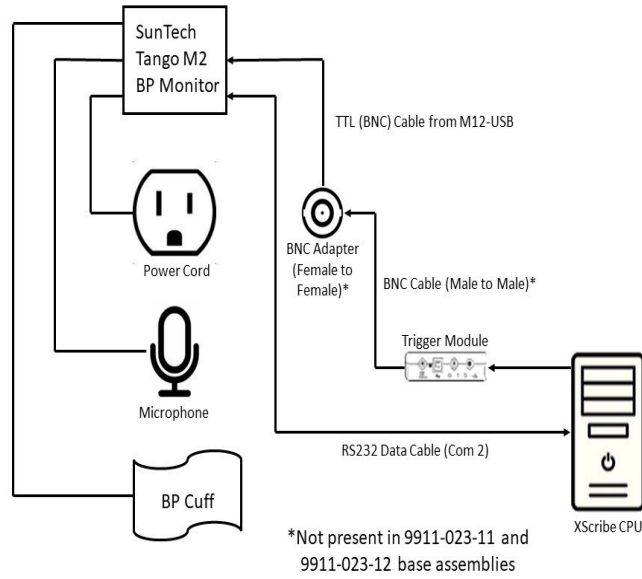 SunTech
Tango M2
BP Monitor
TTL (BNC) Cable from M12-USB
BNC Adapter
(Female to
Female)*
Power Cord
BNC Cable (Male to Male)*
Trigger Module
Microphone
RS232 Data Cable (Com 2)
BP Cuff
XScribe CPU
*Not present in 9911-023-11 and
9911-023-12 base assemblies